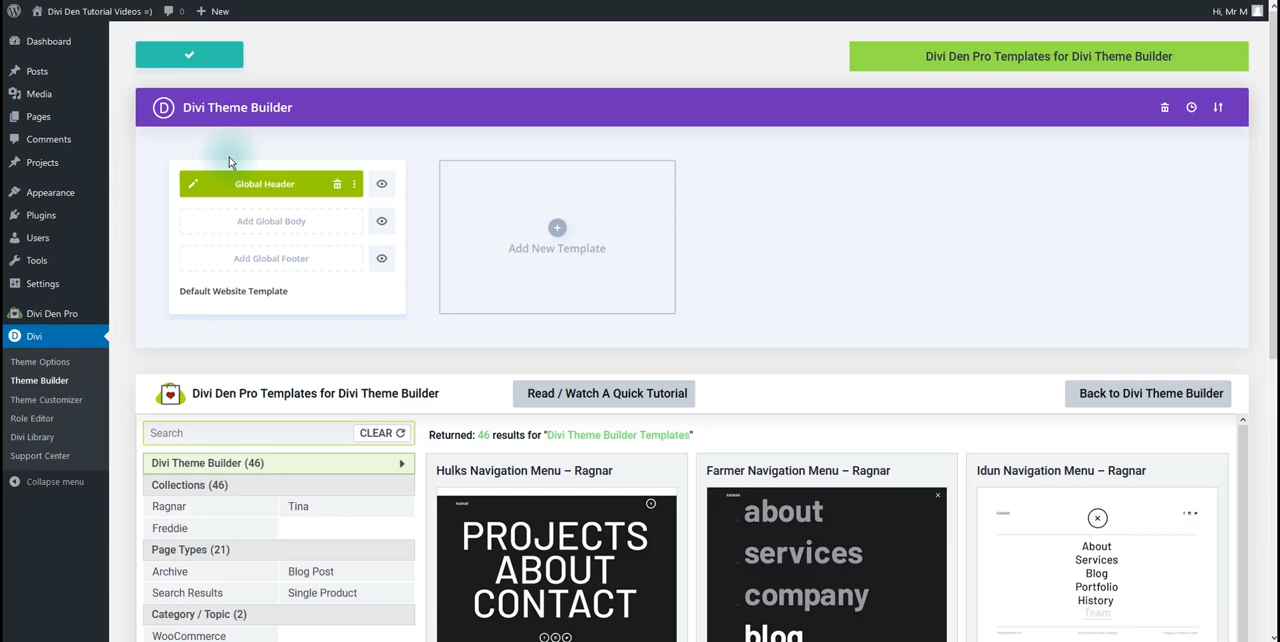 Divi Den Tutorial Videos =)
0
New
Hi, Mr M
Dashboard
Posts
Media
Pages
Comments
Projects
Appearance
Plugins
Users
Tools
Settings
Divi Den Pro
Divi
Theme Options
Theme Builder
Theme Customizer
Role Editor
Divi Library
Support Center
Collapse menu
Divi Den Pro Templates for Divi Theme Builder
D
Divi Theme Builder
Global Header
Add Global Body
Add Global Footer
Default Website Template
Add New Template
Divi Den Pro Templates for Divi Theme Builder
Read / Watch A Quick Tutorial
Back to Divi Theme Builder
Search
CLEAR
Divi Theme Builder (46)
Collections (46)
Ragnar
Tina
Freddie
Page Types (21)
Archive
Blog Post
Search Results
Single Product
Category / Topic (2)
WooCommerce
Returned: 46 results for "Divi Theme Builder Templates"
Hulks Navigation Menu – Ragnar
RAGNAR
PROJECTS
ABOUT
CONTACT
Farmer Navigation Menu – Ragnar
RAGNAR
about
services
company
blog
Idun Navigation Menu – Ragnar
RAGNAR
About
Services
Blog
Portfolio
History
Team